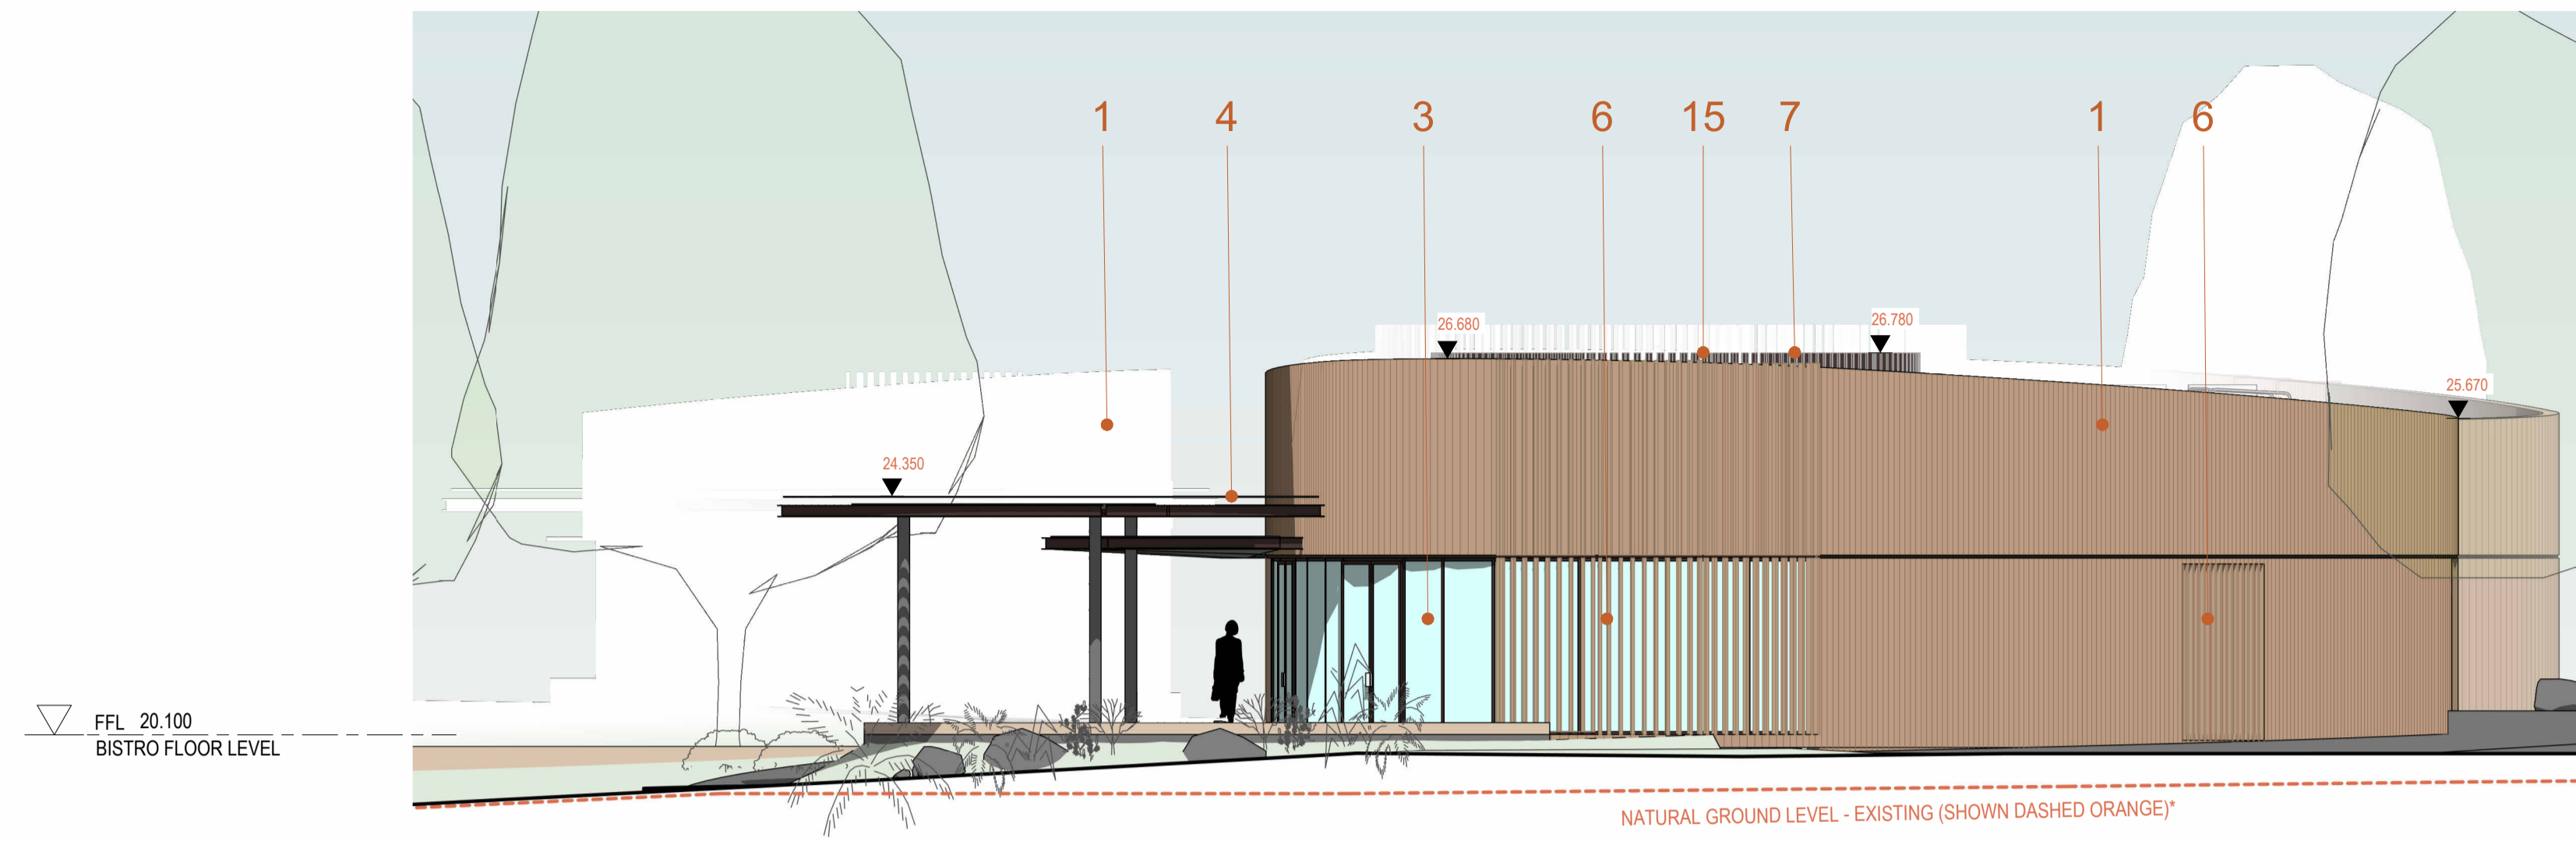 1 4 3 6 15 7 1 6
26.680
26.780
25.670
24.350
FFL 20.100
BISTRO FLOOR LEVEL
NATURAL GROUND LEVEL - EXISTING (SHOWN DASHED ORANGE)*